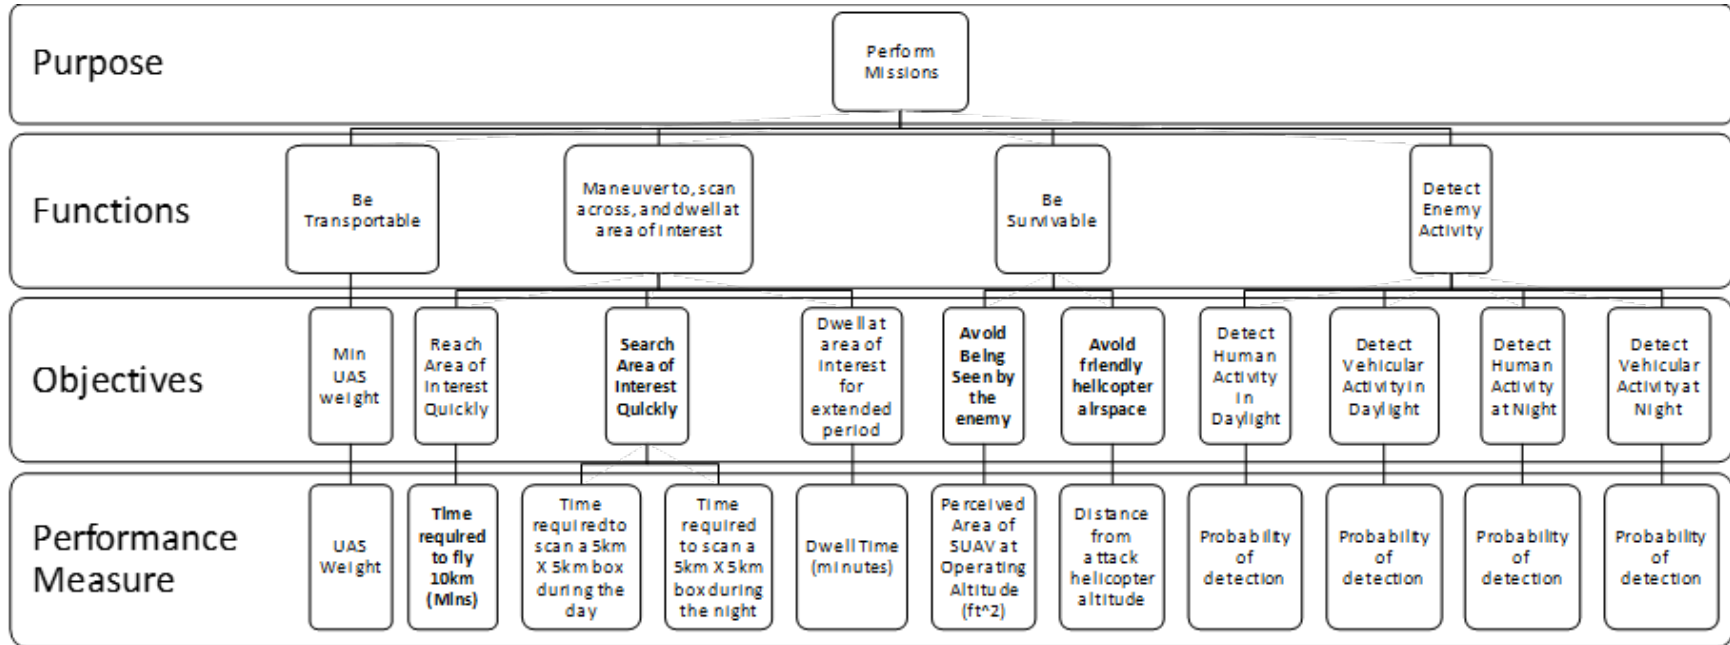 Purpose
Perform
Missions
Functions
Be
Transportable
Maneuver to, scan
across, and dwell at
area of interest
Be
Survivable
Detect
Enemy
Activity
Objectives
Min
UAS
weight
Reach
Area of
Interest
Quickly
Search
Area of
Interest
Quickly
Dwell at
area of
interest
for
extended
period
Avoid
Being
Seen by
the
enemy
Avoid
friendly
helicopter
airspace
Detect
Human
Activity
in
Daylight
Detect
Vehicular
Activity in
Daylight
Detect
Human
Activity
at Night
Detect
Vehicular
Activity at
Night
Performance
Measure
UAS
Weight
Time
required
to fly
10km
(Mins)
Time
required to
scan a 5km
X 5km box
during the
day
Time
required
to scan a
5km X 5km
box during
the night
Dwell Time
(minutes)
Perceived
Area of
SUAV at
Operating
Altitude
(ft^2)
Distance
from
attack
helicopter
altitude
Probability
of
detection
Probability
of
detection
Probability
of
detection
Probability
of
detection